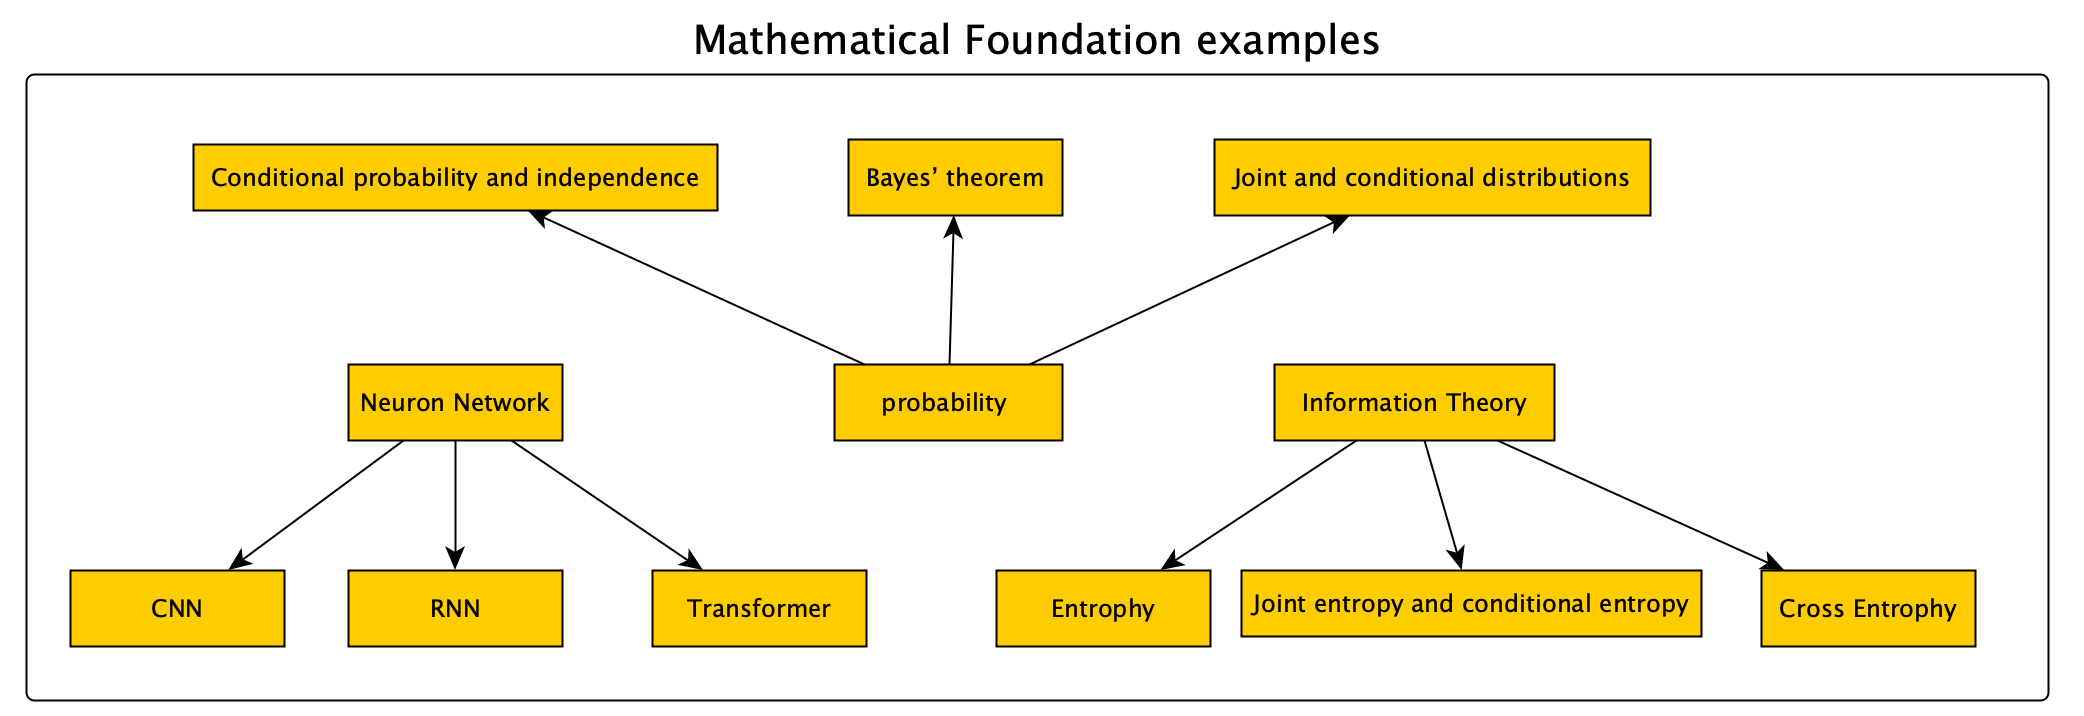 Mathematical Foundation examples
Conditional probability and independence
Bayes’ theorem
Joint and conditional distributions
Neuron Network
probability
Information Theory
CNN
RNN
Transformer
Entrophy
Joint entropy and conditional entropy
Cross Entrophy